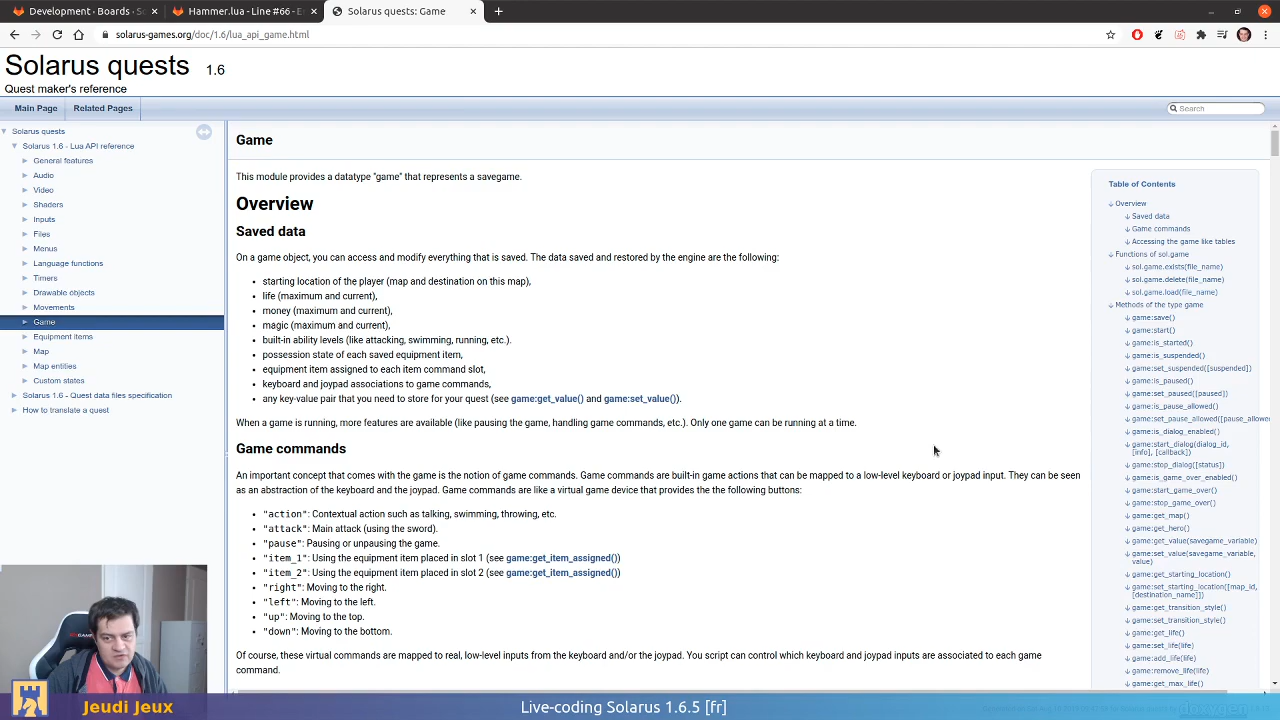 Development · Boards · S
Hammer.lua - Line #66 - E
Solarus quests: Game
solarus-games.org/doc/1.6/lua_api_game.html
Solarus quests 1.6
Quest maker's reference
Main Page
Related Pages
Search
Solarus quests
Solarus 1.6 - Lua API reference
General features
Audio
Video
Shaders
Inputs
Files
Menus
Language functions
Timers
Drawable objects
Movements
Game
Equipment items
Map
Map entities
Custom states
Solarus 1.6 - Quest data files specification
How to translate a quest
Game
This module provides a datatype "game" that represents a savegame.
Overview
Saved data
On a game object, you can access and modify everything that is saved. The data saved and restored by the engine are the following:
starting location of the player (map and destination on this map),
life (maximum and current),
money (maximum and current),
magic (maximum and current),
built-in ability levels (like attacking, swimming, running, etc.).
possession state of each saved equipment item,
equipment item assigned to each item command slot,
keyboard and joypad associations to game commands,
any key-value pair that you need to store for your quest (see game:get_value() and game:set_value()).
When a game is running, more features are available (like pausing the game, handling game commands, etc.). Only one game can be running at a time.
Game commands
An important concept that comes with the game is the notion of game commands. Game commands are built-in game actions that can be mapped to a low-level keyboard or joypad input. They can be seen
as an abstraction of the keyboard and the joypad. Game commands are like a virtual game device that provides the the following buttons:
"action": Contextual action such as talking, swimming, throwing, etc.
"attack": Main attack (using the sword).
"pause": Pausing or unpausing the game.
"item_1": Using the equipment item placed in slot 1 (see game:get_item_assigned())
"item_2": Using the equipment item placed in slot 2 (see game:get_item_assigned())
"right": Moving to the right.
"left": Moving to the left.
"up": Moving to the top.
"down": Moving to the bottom.
Of course, these virtual commands are mapped inputs from the keyboard and/or the joypad. You script can control which keyboard and joypad inputs are associated to each game
command.
Table of Contents
Overview
Saved data
Game commands
Accessing the game like tables
Functions of sol.game
sol.game.exists(file_name)
sol.game.delete(file_name)
sol.game.load(file_name)
Methods of the type game
game:save()
game:start()
game:is_started()
game:is_suspended()
game:set_suspended([suspended])
game:is_paused()
game:set_paused([paused])
game:is_pause_allowed()
game:set_pause_allowed([pause_allowe
game:is_dialog_enabled()
game:start_dialog(dialog_id,
[info], [callback])
game:stop_dialog([status])
game:is_game_over_enabled()
game:start_game_over()
game:stop_game_over()
game:get_map()
game:get_hero()
game:get_value(savegame_variable)
game:set_value(savegame_variable,
value)
game:get_starting_location()
game:set_starting_location([map_id,
[destination_name]])
game:get_transition_style()
game:set_transition_style()
game:get_life()
game:set_life(life)
game:add_life(life)
game:remove_life(life)
game:get_max_life()
Jeudi Jeux
Live-coding Solarus 1.6.5 [fr]
doxygen